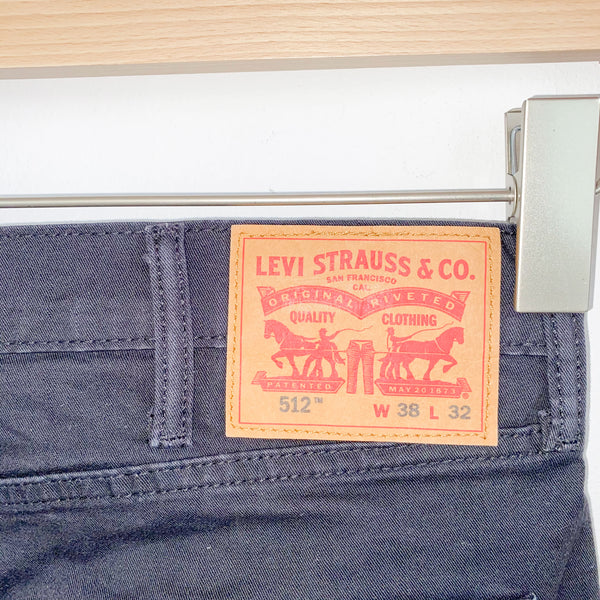 LEVI STRAUSS & CO.
SAN FRANCISCO
CAL.
ORIGINAL RIVETED
QUALITY CLOTHING
PATENTED MAY 20 1873
512™ W 38 L 32